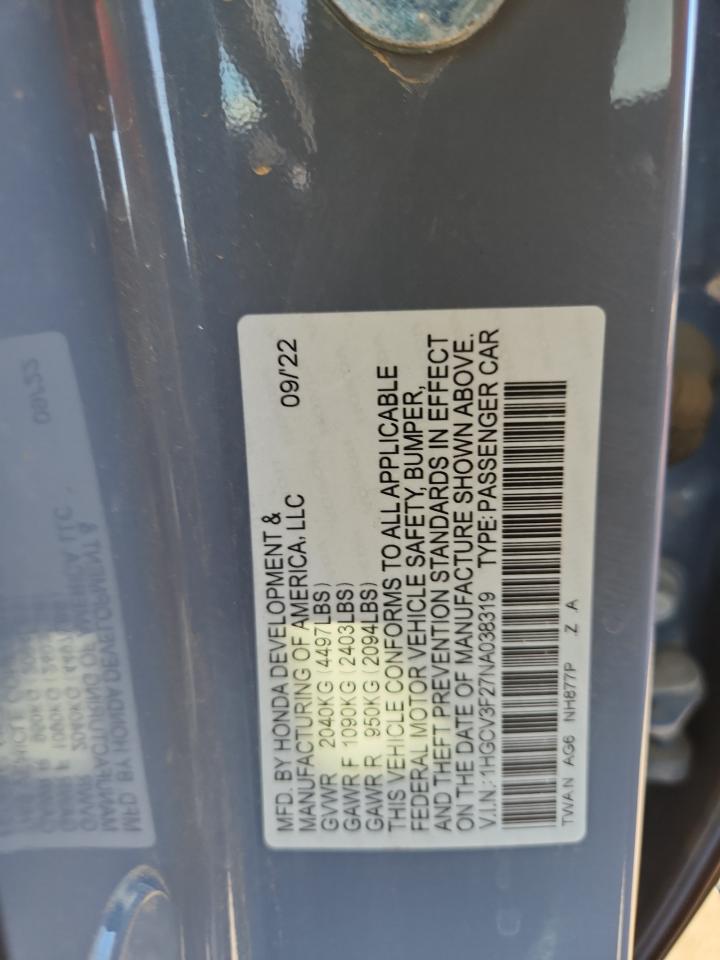 MFD. BY HONDA DEVELOPMENT &
MANUFACTURING OF AMERICA, LLC 09/'22
GVWR 2040KG (4497LBS)
GAWR F 1090KG (2403LBS)
GAWR R 950KG (2094LBS)
THIS VEHICLE CONFORMS TO ALL APPLICABLE
FEDERAL MOTOR VEHICLE SAFETY, BUMPER,
AND THEFT PREVENTION STANDARDS IN EFFECT
ON THE DATE OF MANUFACTURE SHOWN ABOVE.
V.I.N.: 1HGCV3F27NA038319 TYPE: PASSENGER CAR
TWA N AG6 NH877P Z A